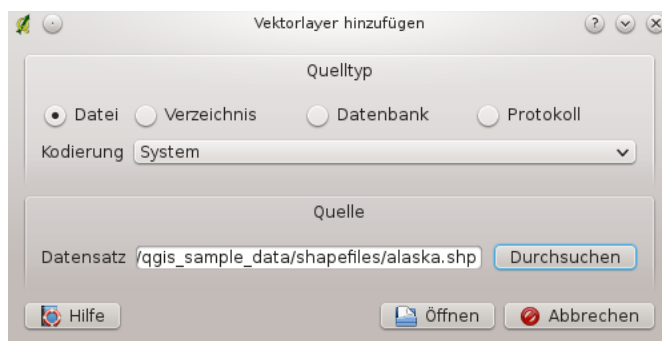 Vektorlayer hinzufügen
Quelltyp
Datei Verzeichnis Datenbank Protokoll
Kodierung System
Quelle
Datensatz /qgis_sample_data/shapefiles/alaska.shp Durchsuchen
Hilfe Öffnen Abbrechen